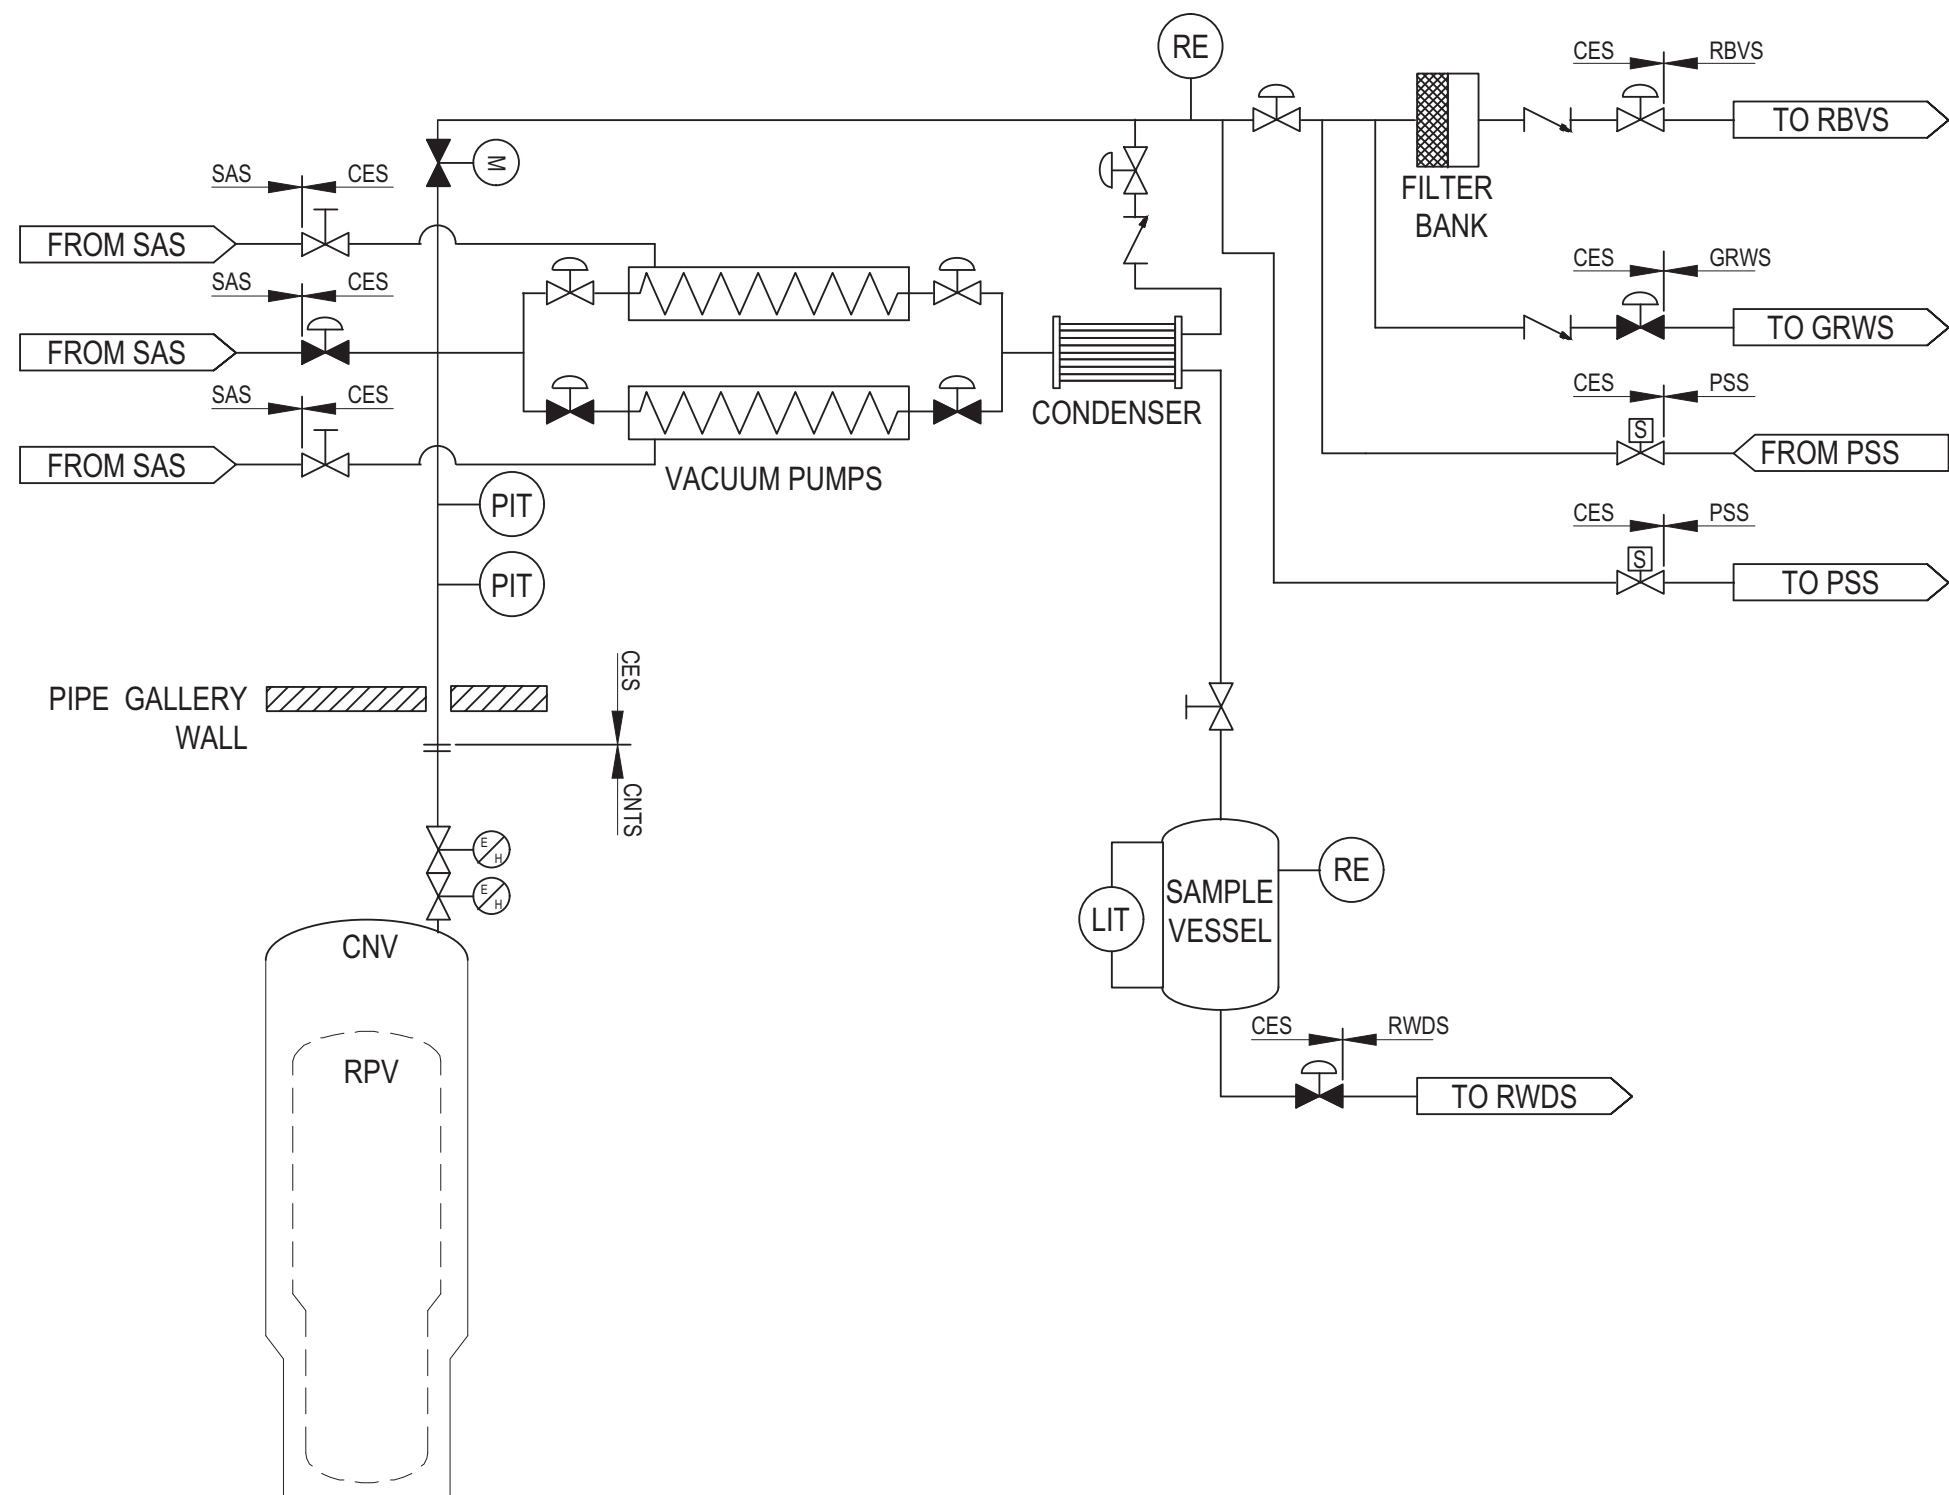 RE
CES
RBVS
TO RBVS
M
FILTER
BANK
SAS
CES
FROM SAS
SAS
CES
FROM SAS
SAS
CES
FROM SAS
CES
GRWS
TO GRWS
CONDENSER
VACUUM PUMPS
CES
PSS
S
FROM PSS
CES
PSS
S
TO PSS
PIT
PIT
PIPE GALLERY
WALL
CES
CNTS
E
H
E
H
CNV
RPV
SAMPLE
VESSEL
LIT
RE
CES
RWDS
TO RWDS